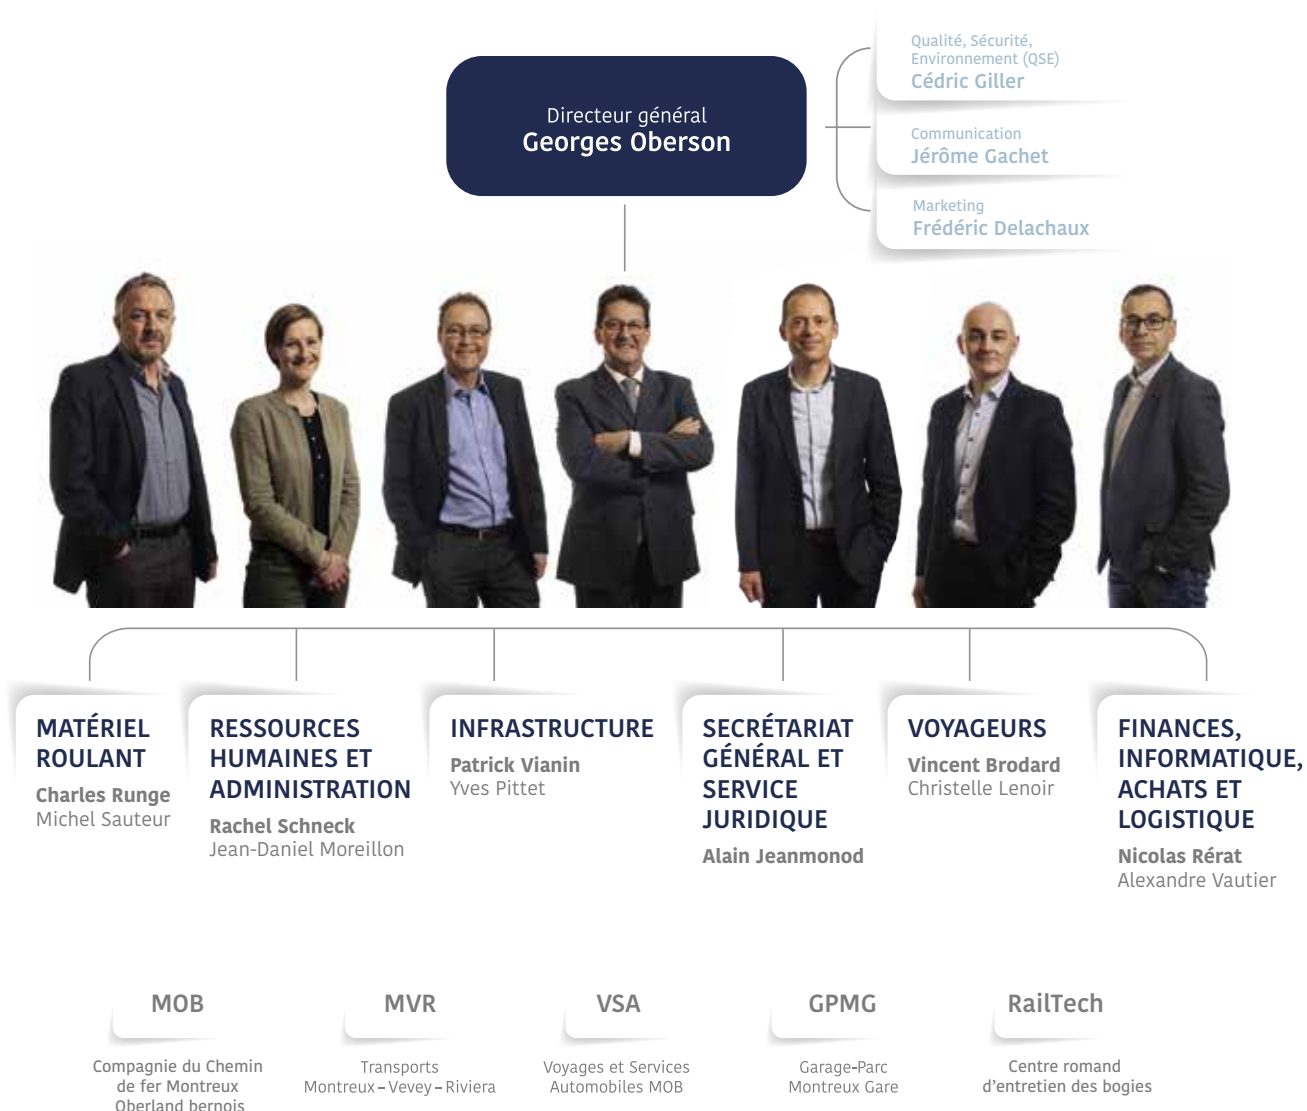 Directeur général
Georges Oberson
Qualité, Sécurité,
Environnement (QSE)
Cédric Giller
Communication
Jérôme Gachet
Marketing
Frédéric Delachaux
MATÉRIEL
ROULANT
Charles Runge
Michel Sauteur
RESSOURCES
HUMAINES ET
ADMINISTRATION
Rachel Schneck
Jean-Daniel Moreillon
INFRASTRUCTURE
Patrick Vianin
Yves Pittet
SECRÉTARIAT
GÉNÉRAL ET
SERVICE
JURIDIQUE
Alain Jeanmonod
VOYAGEURS
Vincent Brodard
Christelle Lenoir
FINANCES,
INFORMATIQUE,
ACHATS ET
LOGISTIQUE
Nicolas Rérat
Alexandre Vautier
MOB
Compagnie du Chemin
de fer Montreux
Oberland bernois
MVR
Transports
Montreux – Vevey – Riviera
VSA
Voyages et Services
Automobiles MOB
GPMG
Garage-Parc
Montreux Gare
RailTech
Centre romand
d'entretien des bogies